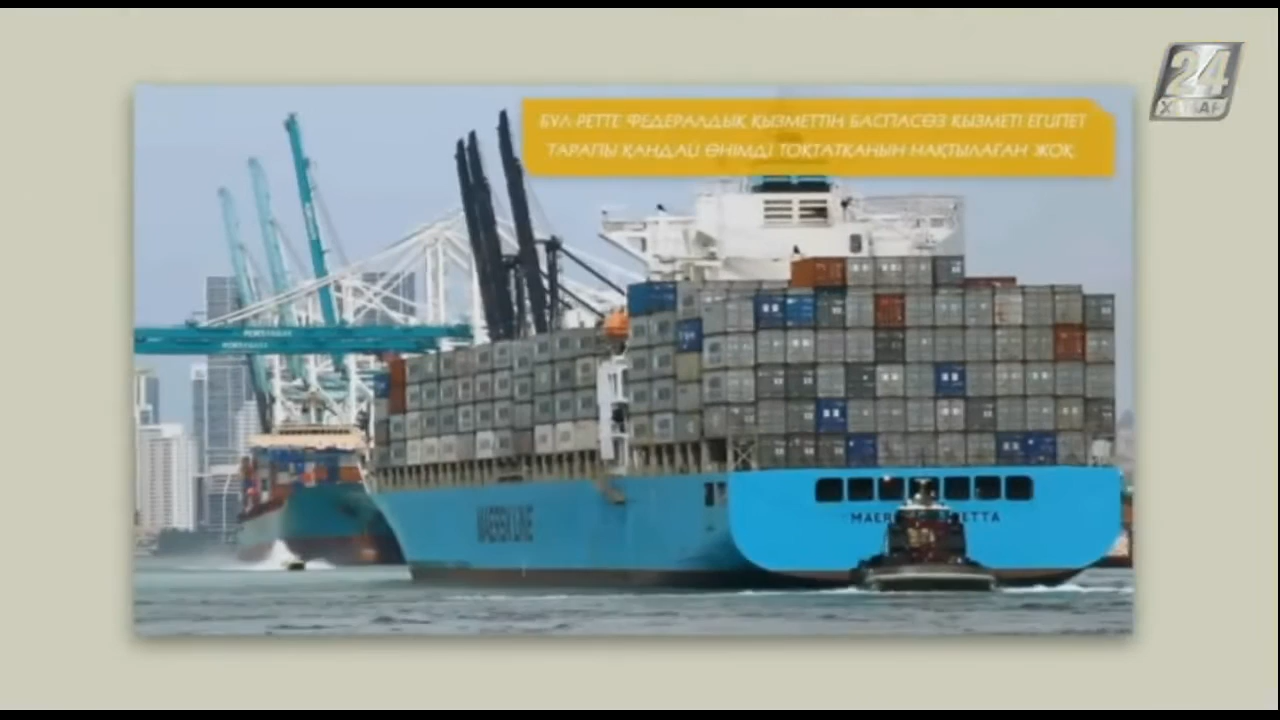 24
ХАБАР
БҰЛ РЕТТЕ ФЕДЕРАЛДЫҚ ҚЫЗМЕТТІҢ БАСПАСӨЗ ҚЫЗМЕТІ ЕГИПЕТ
ТАРАПЫ ҚАНДАЙ ӨНІМДІ ТОҚТАТҚАНЫН НАҚТЫЛАҒАН ЖОҚ
MAERSK LINE